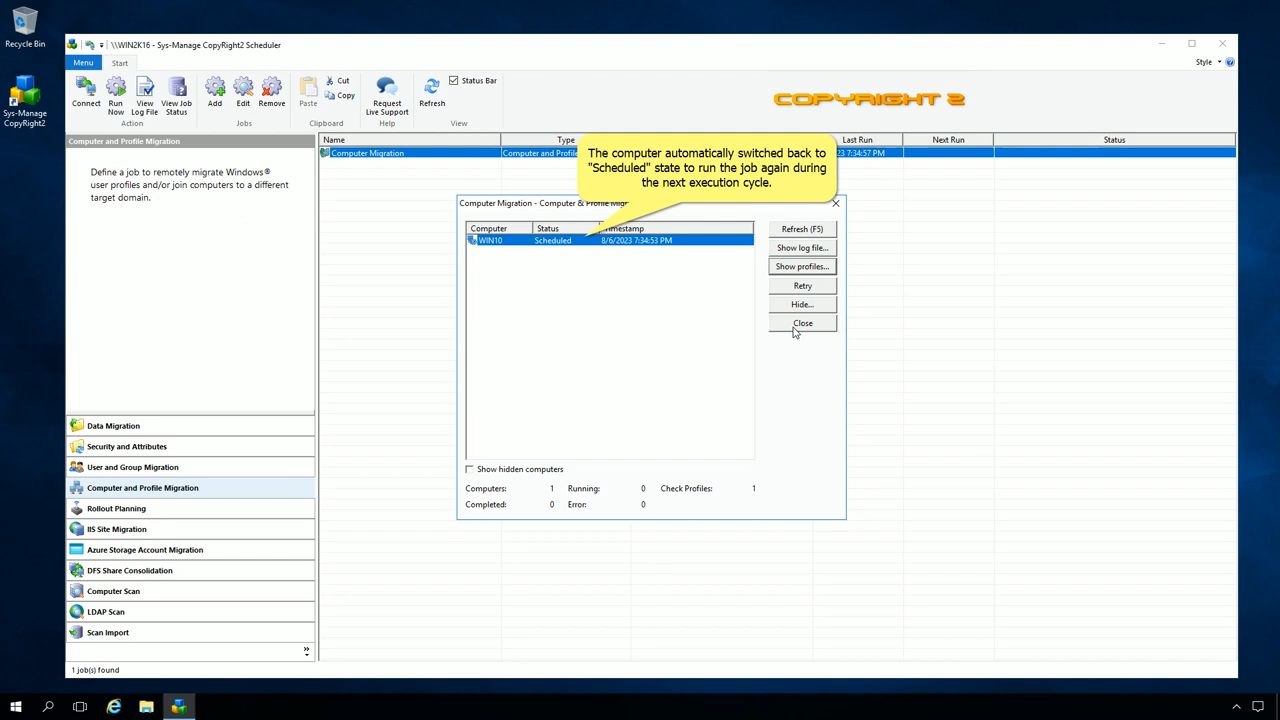 Recycle Bin
Sys-Manage
CopyRight2
\\WIN2K16 - Sys-Manage CopyRight2 Scheduler
Menu
Start
Style
Connect
Run
Now
View
Log File
View Job
Status
Add
Edit
Remove
Paste
Cut
Copy
Request
Live Support
Refresh
Status Bar
Action
Jobs
Clipboard
Help
View
COPYRIGHT 2
Computer and Profile Migration
Define a job to remotely migrate Windows®
user profiles and/or join computers to a different
target domain.
Name
Type
Last Run
Next Run
Status
Computer Migration
Computer and Profile
7:34:57 PM
The computer automatically switched back to
"Scheduled" state to run the job again during
the next execution cycle.
Computer Migration - Computer & Profile
Computer
Status
Timestamp
WIN10
Scheduled
8/6/2023 7:34:53 PM
Refresh (F5)
Show log file...
Show profiles...
Retry
Hide...
Close
Show hidden computers
Computers: 1 Running: 0 Check Profiles: 1
Completed: 0 Error: 0
Data Migration
Security and Attributes
User and Group Migration
Computer and Profile Migration
Rollout Planning
IIS Site Migration
Azure Storage Account Migration
DFS Share Consolidation
Computer Scan
LDAP Scan
Scan Import
1 job(s) found